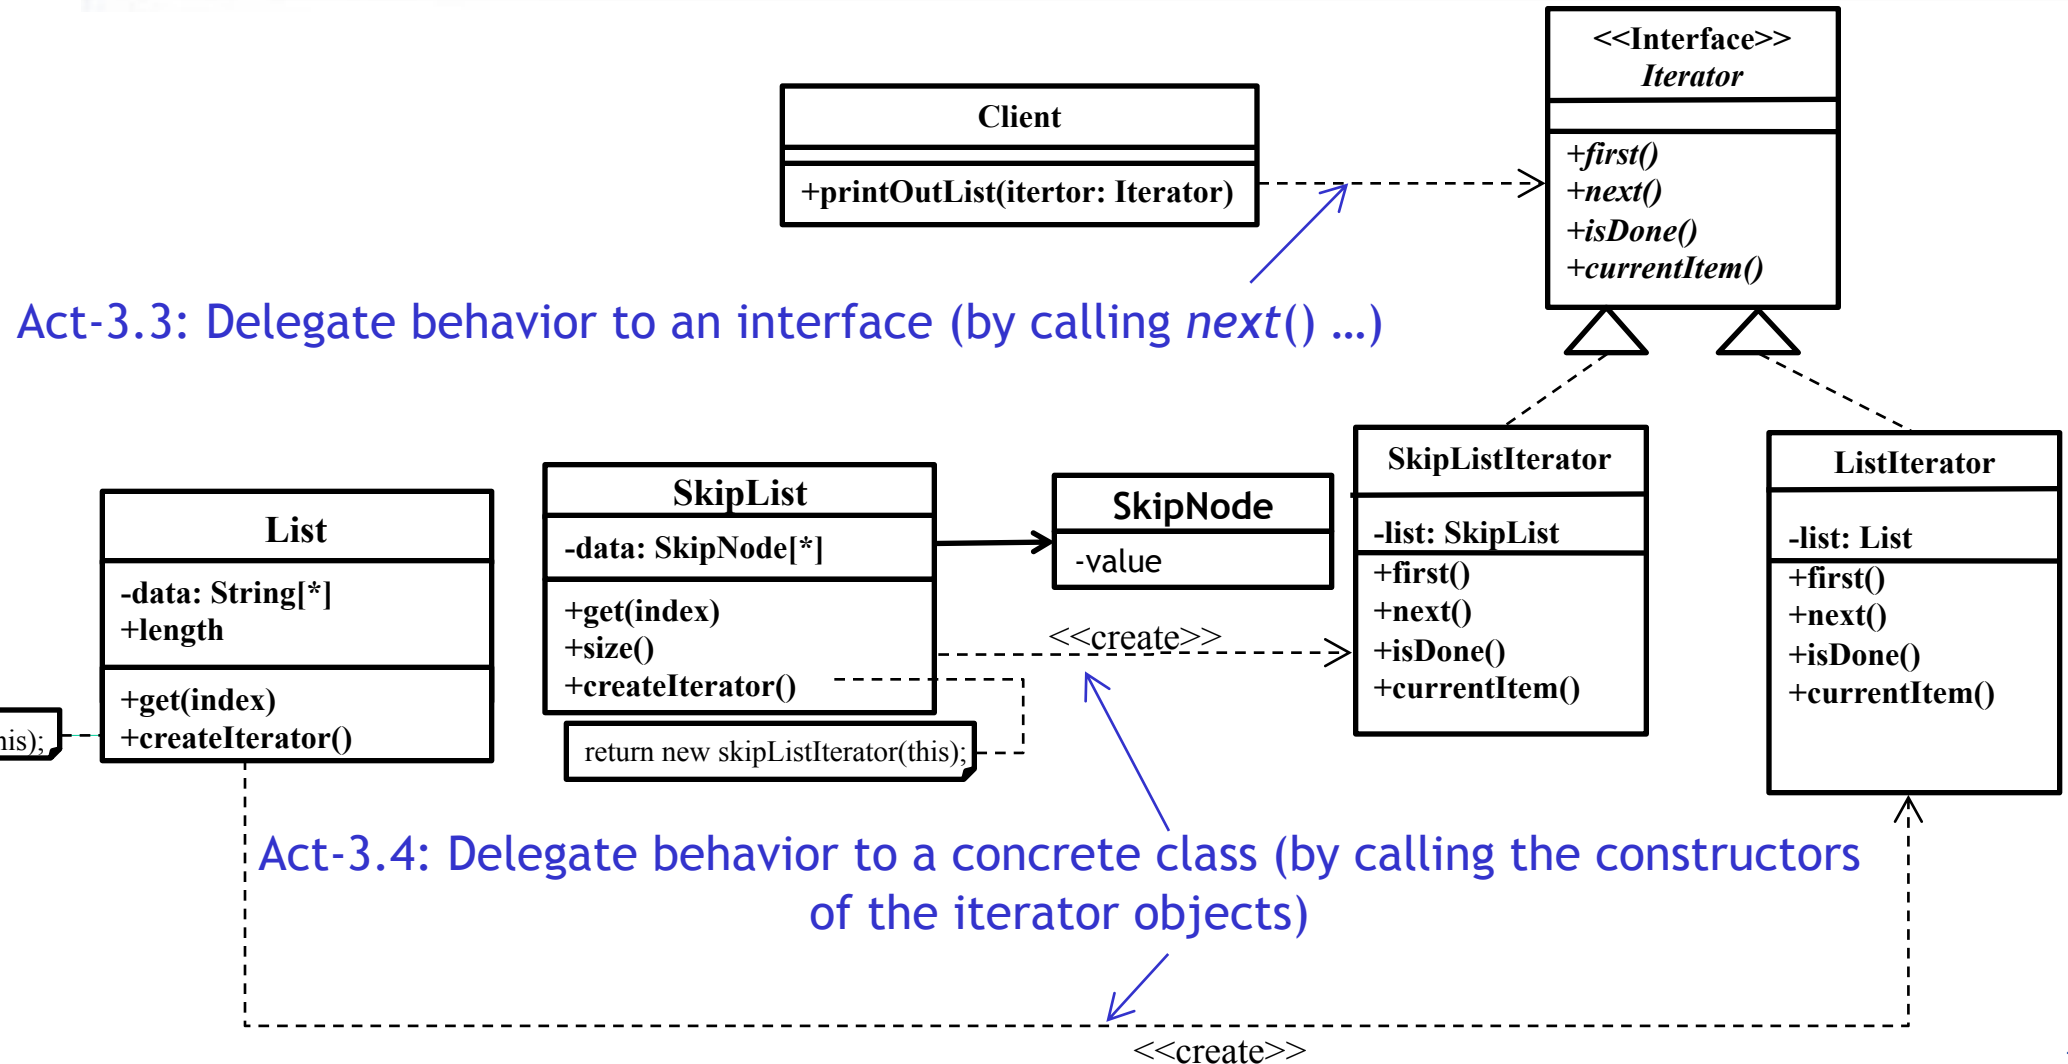 <<Interface>>
Iterator
+first()
+next()
+isDone()
+currentItem()
Client
+printOutList(itertor: Iterator)
Act-3.3: Delegate behavior to an interface (by calling next() …)
List
-data: String[*]
+length
+get(index)
+createIterator()
his);
SkipList
-data: SkipNode[*]
+get(index)
+size()
+createIterator()
return new skipListIterator(this);
SkipNode
-value
<<create>>
SkipListIterator
-list: SkipList
+first()
+next()
+isDone()
+currentItem()
ListIterator
-list: List
+first()
+next()
+isDone()
+currentItem()
Act-3.4: Delegate behavior to a concrete class (by calling the constructors
of the iterator objects)
<<create>>